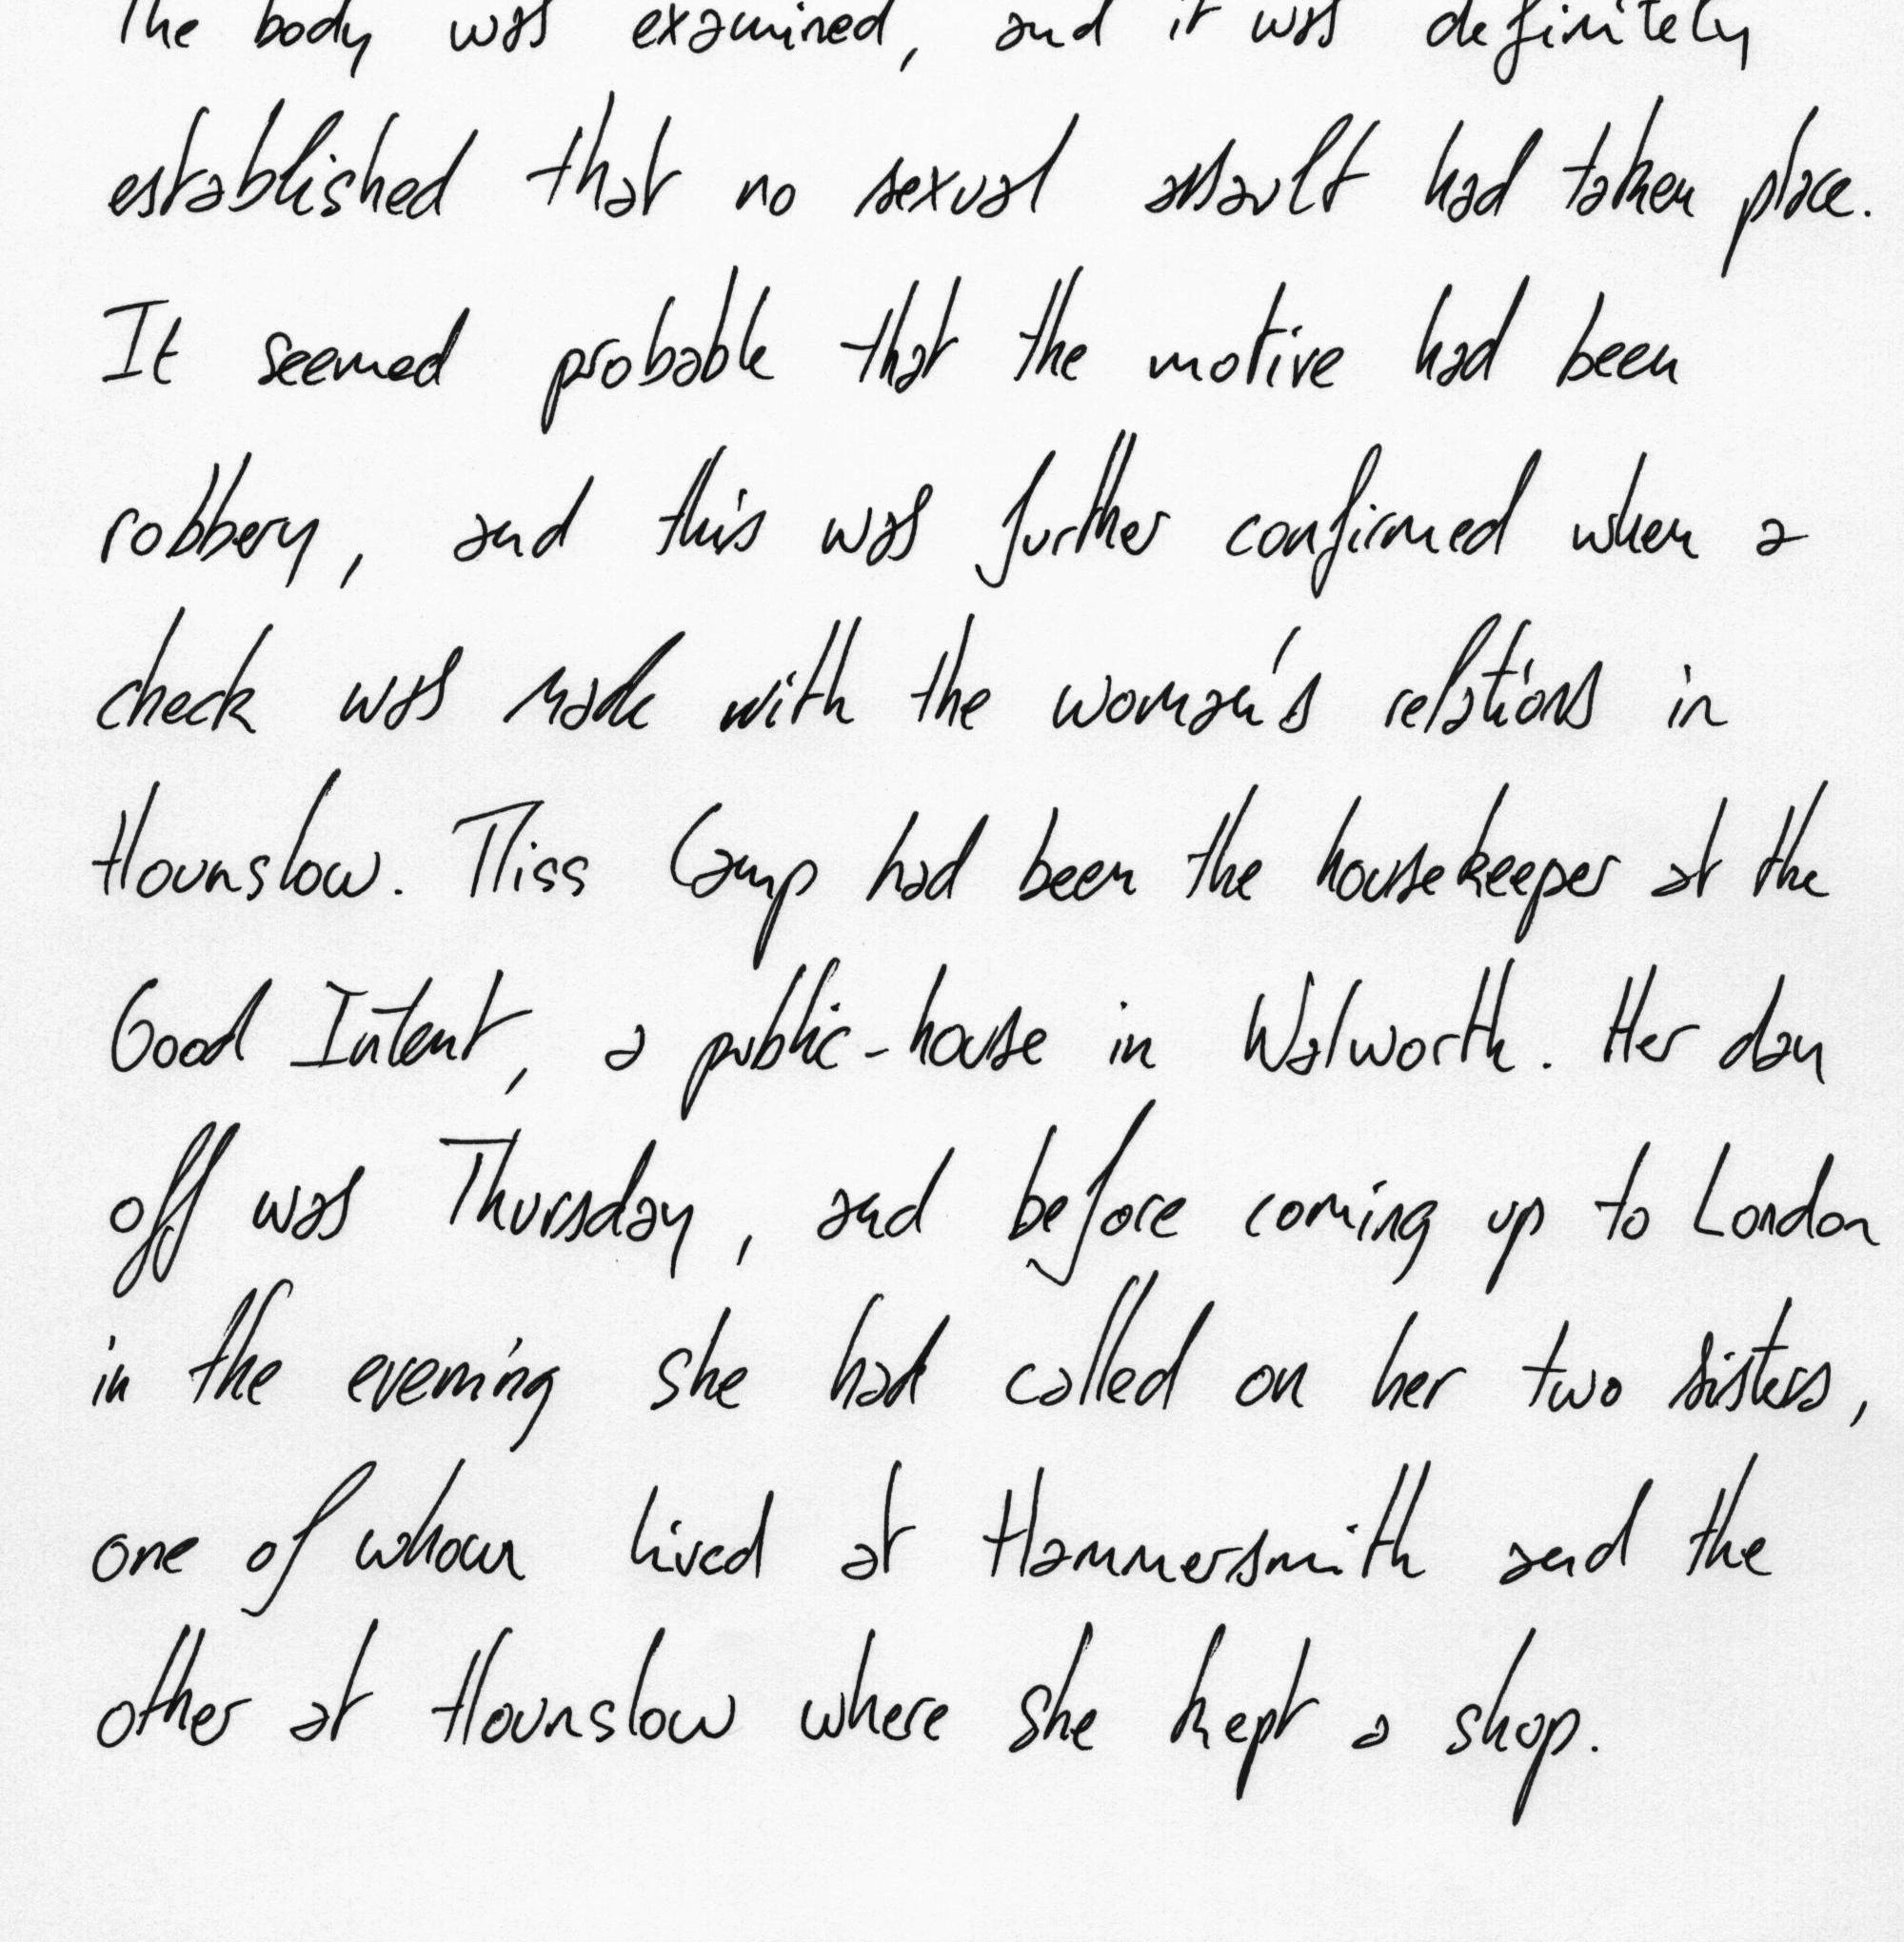 The body was examined, and it was definitely
established that no sexual assault had taken place.
It seemed probable that the motive had been
robbery, and this was further confirmed when a
check was made with the woman's relations in
Hounslow. Miss Camp had been the housekeeper at the
Good Intent, a public-house in Walworth. Her day
off was Thursday, and before coming up to London
in the evening she had called on her two sisters,
one of whom lived at Hammersmith and the
other at Hounslow where she kept a shop.